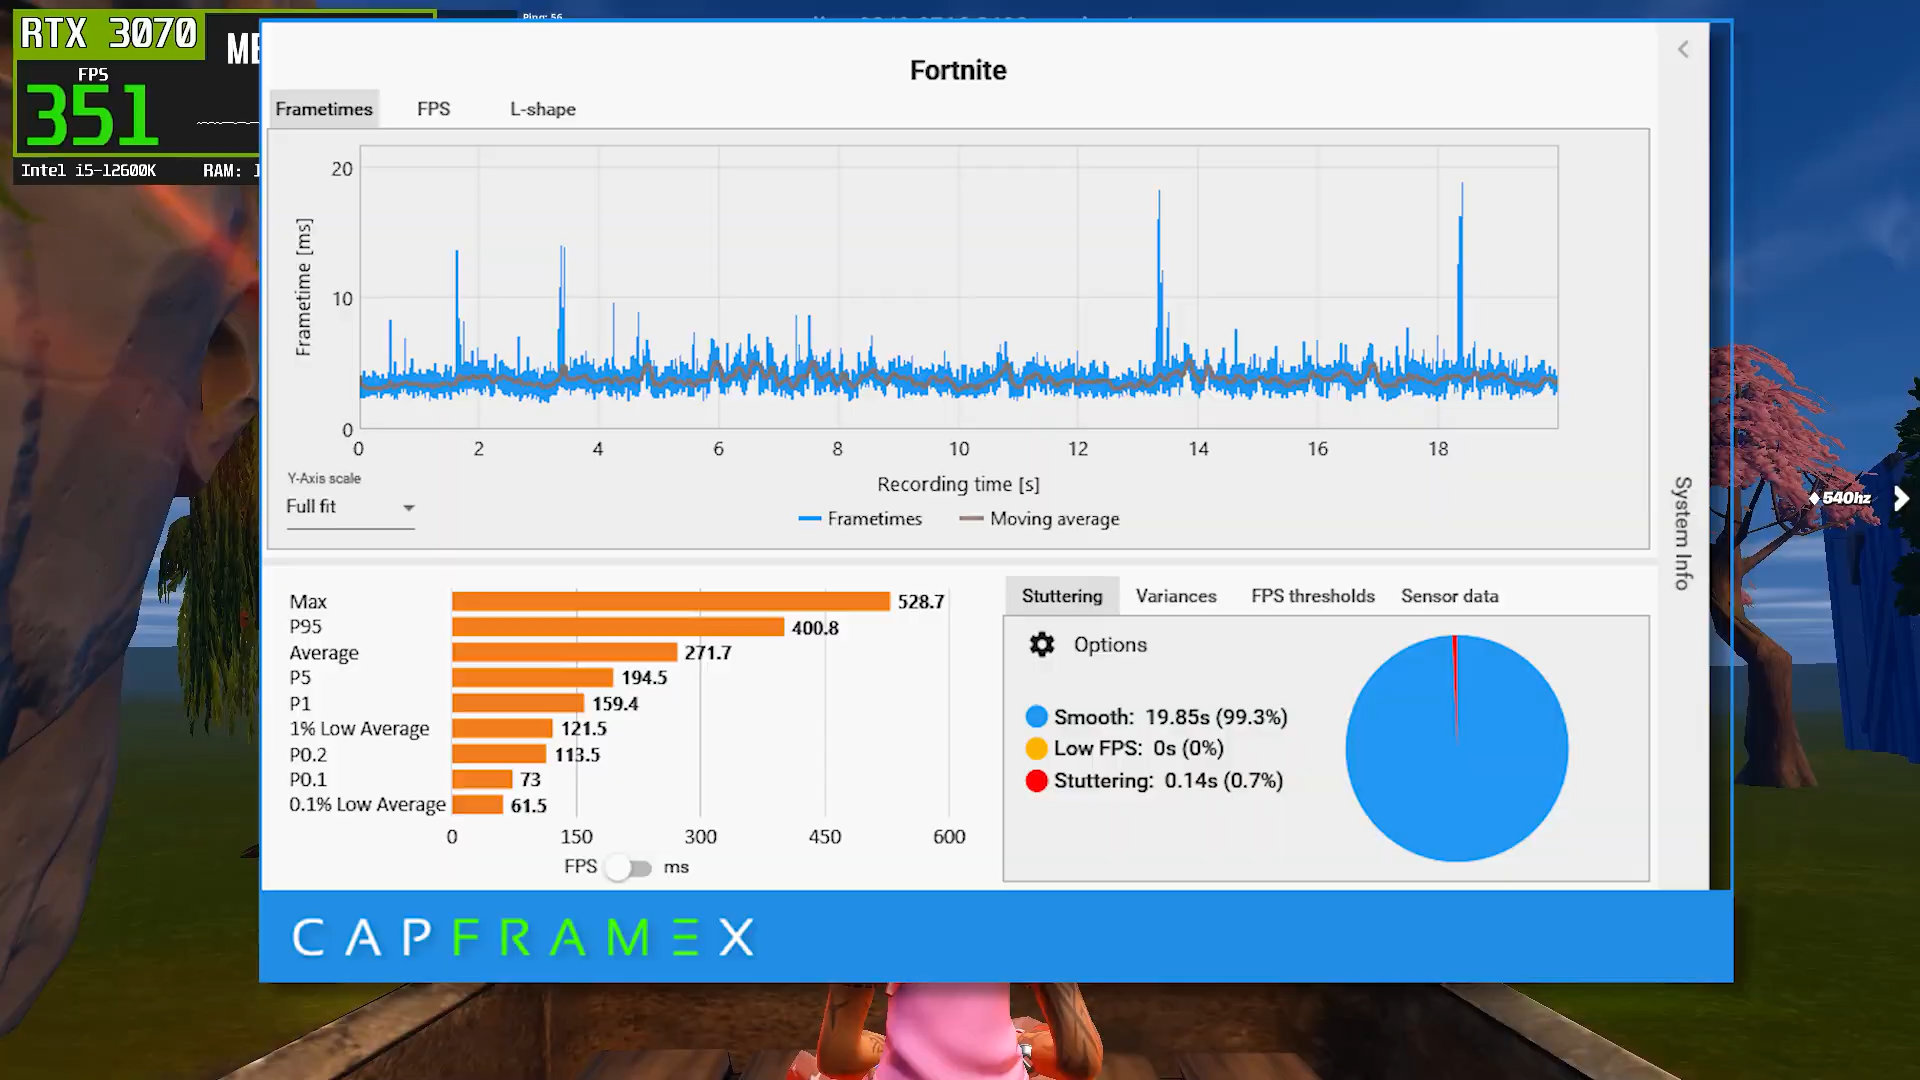 RTX 3070
FPS
351
Intel i5-12600K
RAM:
Ping: 56
Fortnite
Frametimes
FPS
L-shape
Frametime [ms]
20
10
0
0 2 4 6 8 10 12 14 16 18
Recording time [s]
Y-Axis scale
Full fit
Frametimes
Moving average
System Info
540hz
Max 528.7
P95 400.8
Average 271.7
P5 194.5
P1 159.4
1% Low Average 121.5
P0.2 113.5
P0.1 73
0.1% Low Average 61.5
0 150 300 450 600
FPS ms
Stuttering
Variances
FPS thresholds
Sensor data
Options
Smooth: 19.85s (99.3%)
Low FPS: 0s (0%)
Stuttering: 0.14s (0.7%)
CAPFRAMEX